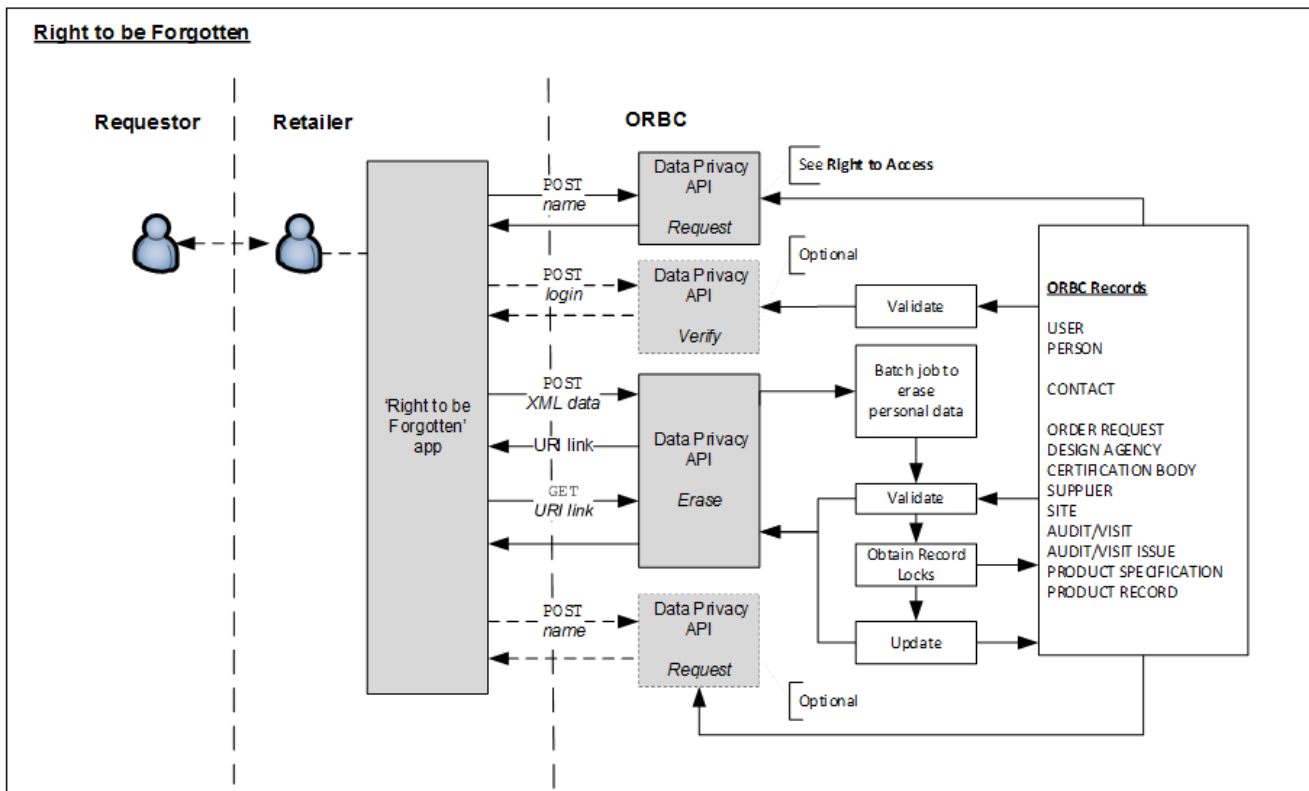 Right to be Forgotten
Requestor
Retailer
ORBC
'Right to be
Forgotten'
app
POST
name
Data Privacy
API
Request
See Right to Access
POST
login
Data Privacy
API
Verify
Optional
Validate
POST
XML data
URI link
GET
URI link
Data Privacy
API
Erase
Batch job to
erase
personal data
Validate
Obtain Record
Locks
Update
POST
name
Data Privacy
API
Request
Optional
ORBC Records
USER
PERSON
CONTACT
ORDER REQUEST
DESIGN AGENCY
CERTIFICATION BODY
SUPPLIER
SITE
AUDIT/VISIT
AUDIT/VISIT ISSUE
PRODUCT SPECIFICATION
PRODUCT RECORD